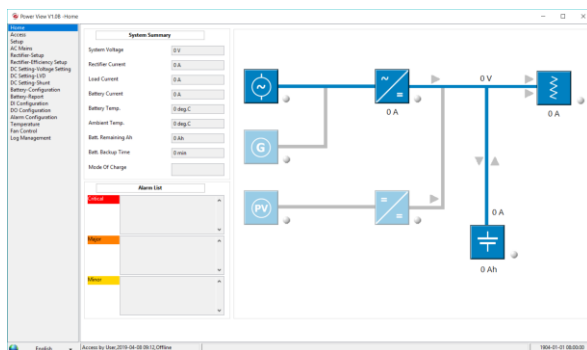 Power View V1.08 -Home
Home
Access
Setup
AC Mains
Rectifier-Setup
Rectifier-Efficiency Setup
DC Setting-Voltage Setting
DC Setting-LVD
DC Setting-Shunt
Battery-Configuration
Battery-Report
DI Configuration
DO Configuration
Alarm Configuration
Temperature
Fan Control
Log Management
System Summary
System Voltage 0 V
Rectifier Current 0 A
Load Current 0 A
Battery Current 0 A
Battery Temp. 0 deg.C
Ambient Temp. 0 deg.C
Batt. Remaining Ah 0 Ah
Batt. Backup Time 0 min
Mode Of Charge
Alarm List
Critical
Major
Minor
0 V
0 A
0 A
G
PV
0 A
0 Ah
English
Access by User,2019-04-08 09:12,Offline
1904-01-01 08:00:00